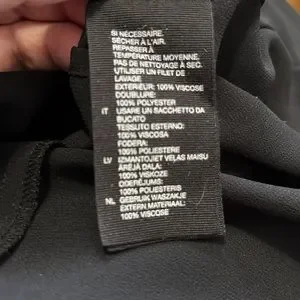 SI NÉCESSAIRE.
SÉCHER À L'AIR.
REPASSER À
TEMPÉRATURE MOYENNE.
PAS DE NETTOYAGE À SEC.
UTILISER UN FILET DE
LAVAGE
EXTÉRIEUR: 100% VISCOSE
DOUBLURE:
100% POLYESTER
IT USARE UN SACCHETTO DA
BUCATO
TESSUTO ESTERNO:
100% VISCOSA
FODERA:
100% POLIESTERE
LV IZMANTOJIET VEĻAS MAISU
ĀRĒJĀ DAĻA:
100% VISKOZE
ODERĒJUMS:
100% POLIESTERIS
NL GEBRUIK WASZAKJE
EXTERN MATERIAAL:
100% VISCOSE